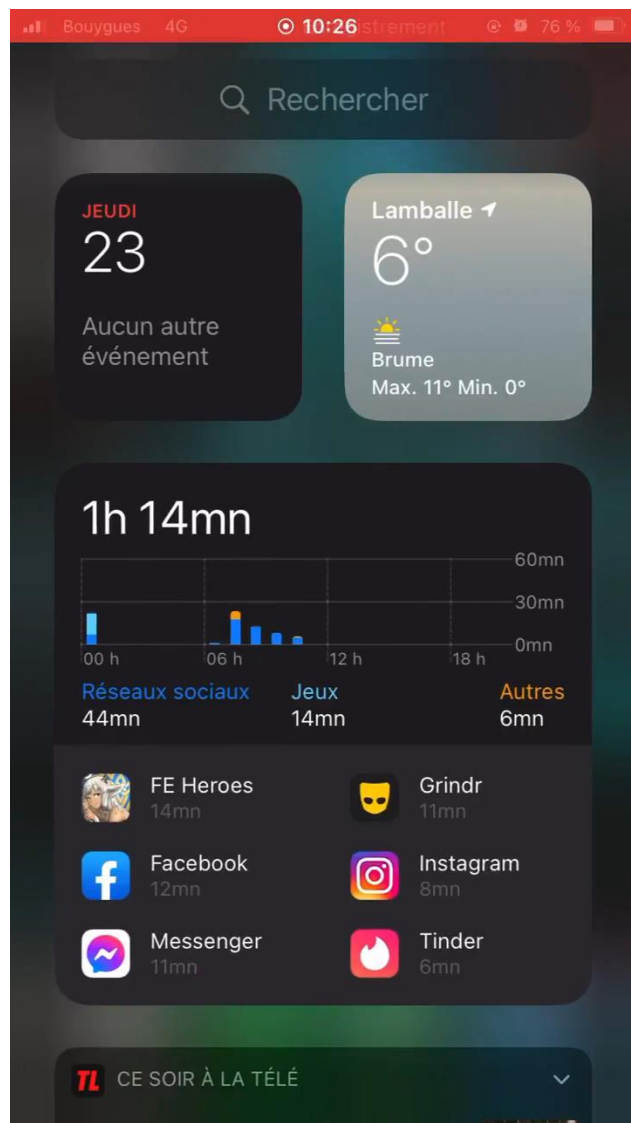 Bouygues 4G 10:26 istrement 76 %
Rechercher
JEUDI
23
Aucun autre
événement
Lamballe
6°
Brume
Max. 11° Min. 0°
1h 14mn
60mn
30mn
0mn
00 h 06 h 12 h 18 h
Réseaux sociaux Jeux Autres
44mn 14mn 6mn
FE Heroes Grindr
14mn 11mn
Facebook Instagram
12mn 8mn
Messenger Tinder
11mn 6mn
TL CE SOIR À LA TÉLÉ